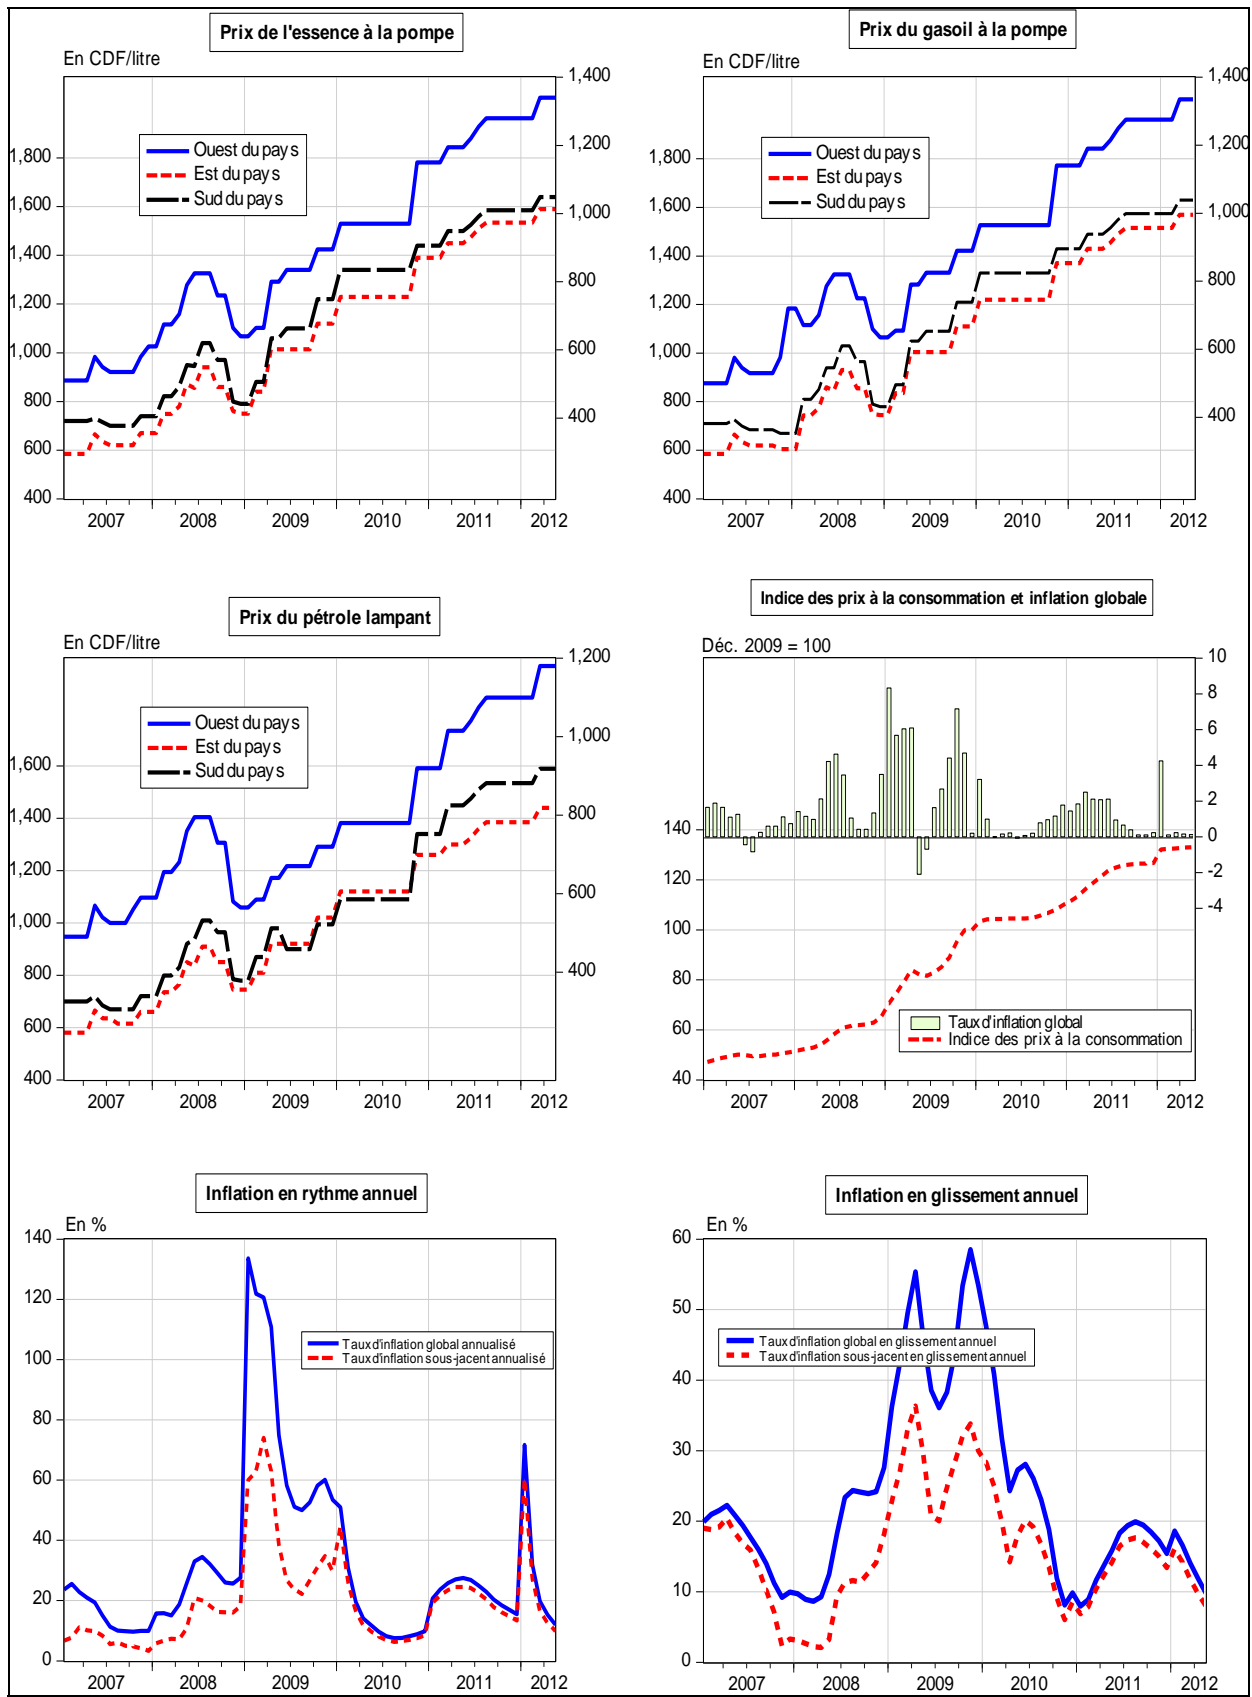 Prix de l'essence à la pompe
En CDF/litre
1,400
1,200
1,000
800
600
400
1,800
1,600
1,400
1,200
1,000
800
600
400
Ouest du pays
Est du pays
Sud du pays
2007 2008 2009 2010 2011 2012
Prix du gasoil à la pompe
En CDF/litre
1,400
1,200
1,000
800
600
400
1,800
1,600
1,400
1,200
1,000
800
600
400
Ouest du pays
Est du pays
Sud du pays
2007 2008 2009 2010 2011 2012
Prix du pétrole lampant
En CDF/litre
1,200
1,000
800
600
400
1,600
1,400
1,200
1,000
800
600
400
Ouest du pays
Est du pays
Sud du pays
2007 2008 2009 2010 2011 2012
Indice des prix à la consommation et inflation globale
Déc. 2009 = 100
10
8
6
4
2
0
-2
-4
140
120
100
80
60
40
Taux d'inflation global
Indice des prix à la consommation
2007 2008 2009 2010 2011 2012
Inflation en rythme annuel
En %
140
120
100
80
60
40
20
0
Taux d'inflation global annualisé
Taux d'inflation sous-jacent annualisé
2007 2008 2009 2010 2011 2012
Inflation en glissement annuel
En %
60
50
40
30
20
10
0
Taux d'inflation global en glissement annuel
Taux d'inflation sous-jacent en glissement annuel
2007 2008 2009 2010 2011 2012